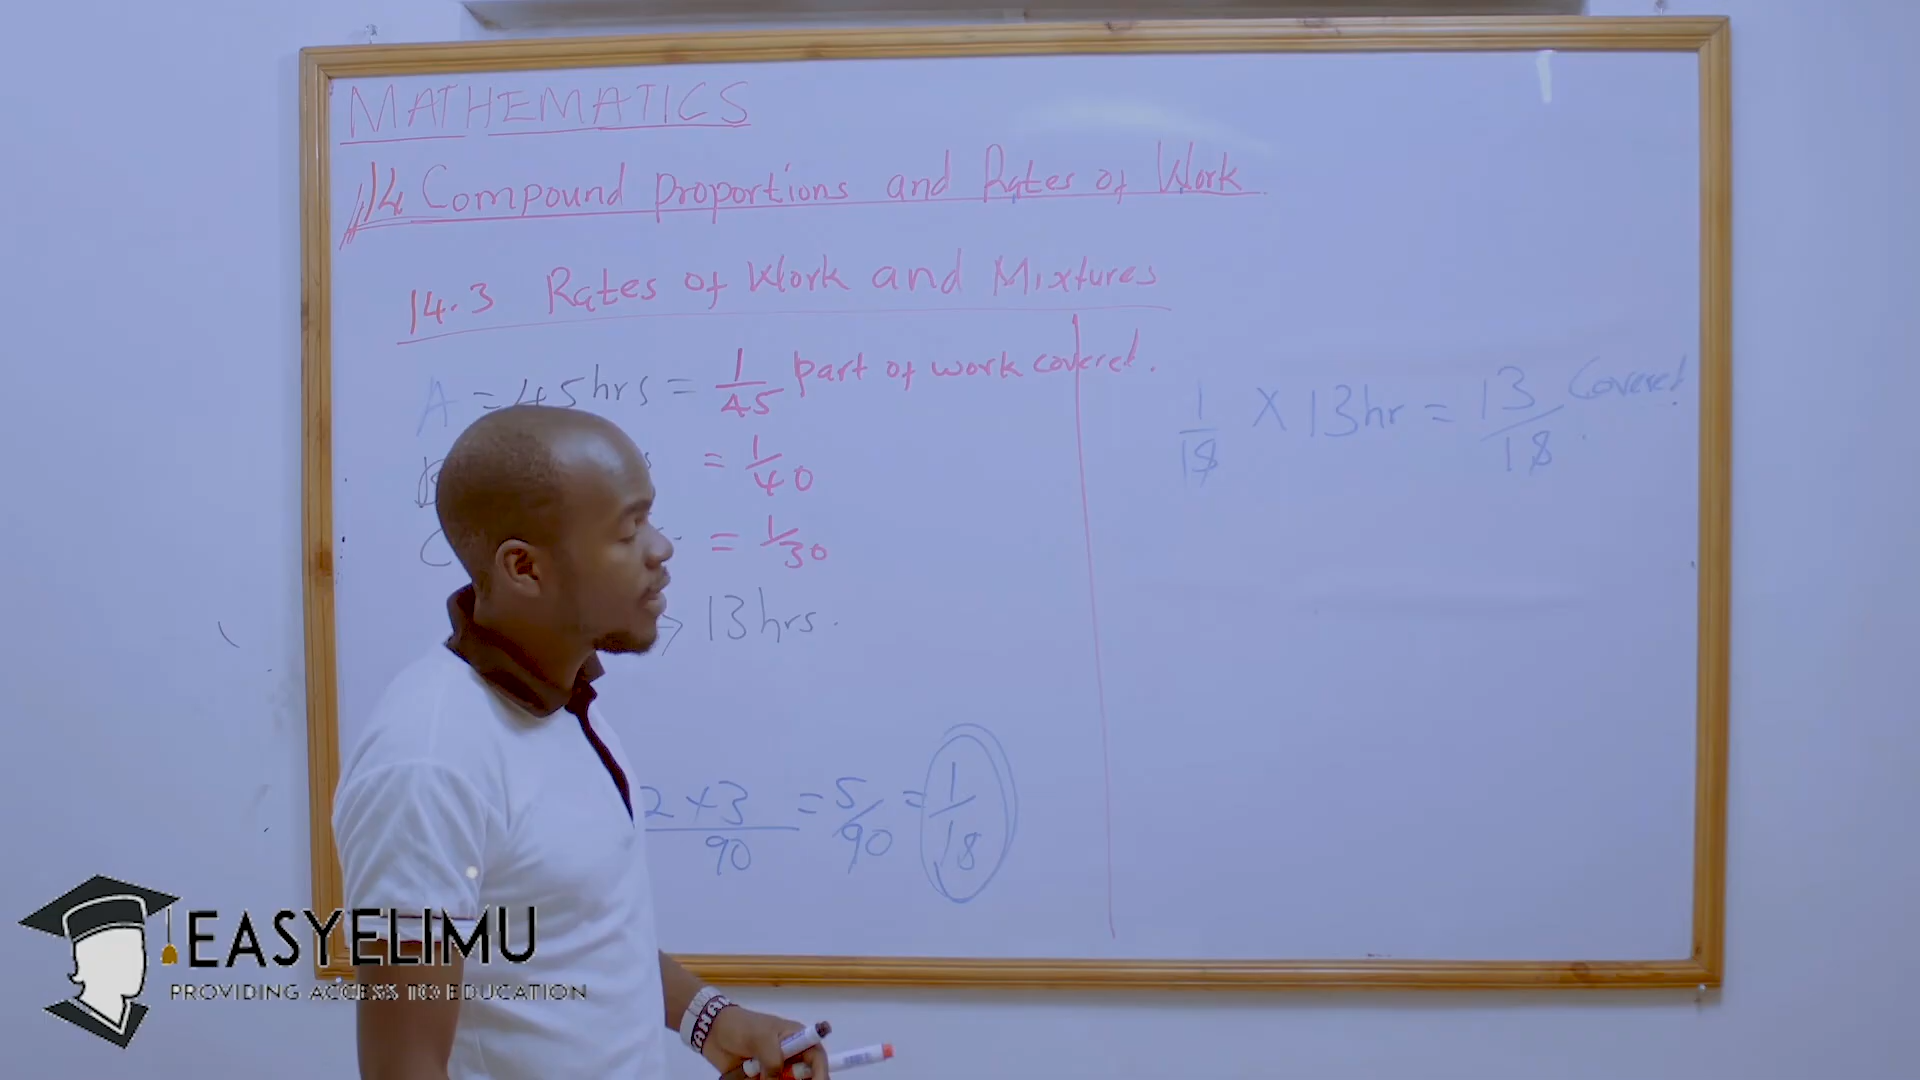 MATHEMATICS
14 Compound proportions and Rates of Work
14.3 Rates of Work and Mixtures
A = 45hrs = 1/45 part of work covered.
= 1/40
C = 1/30
→ 13hrs.
2 x 3 / 90 = 5/90 = 1/18
1/18 X 13hr = 13/18 Covered.
EASYELIMU
PROVIDING ACCESS TO EDUCATION